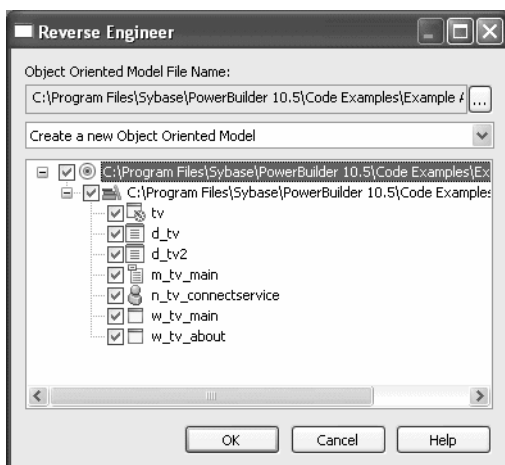 Reverse Engineer
Object Oriented Model File Name:
C:\Program Files\Sybase\PowerBuilder 10.5\Code Examples\Example A
...
Create a new Object Oriented Model
C:\Program Files\Sybase\PowerBuilder 10.5\Code Examples\Ex
C:\Program Files\Sybase\PowerBuilder 10.5\Code Examples
tv
d_tv
d_tv2
m_tv_main
n_tv_connectservice
w_tv_main
w_tv_about
OK
Cancel
Help